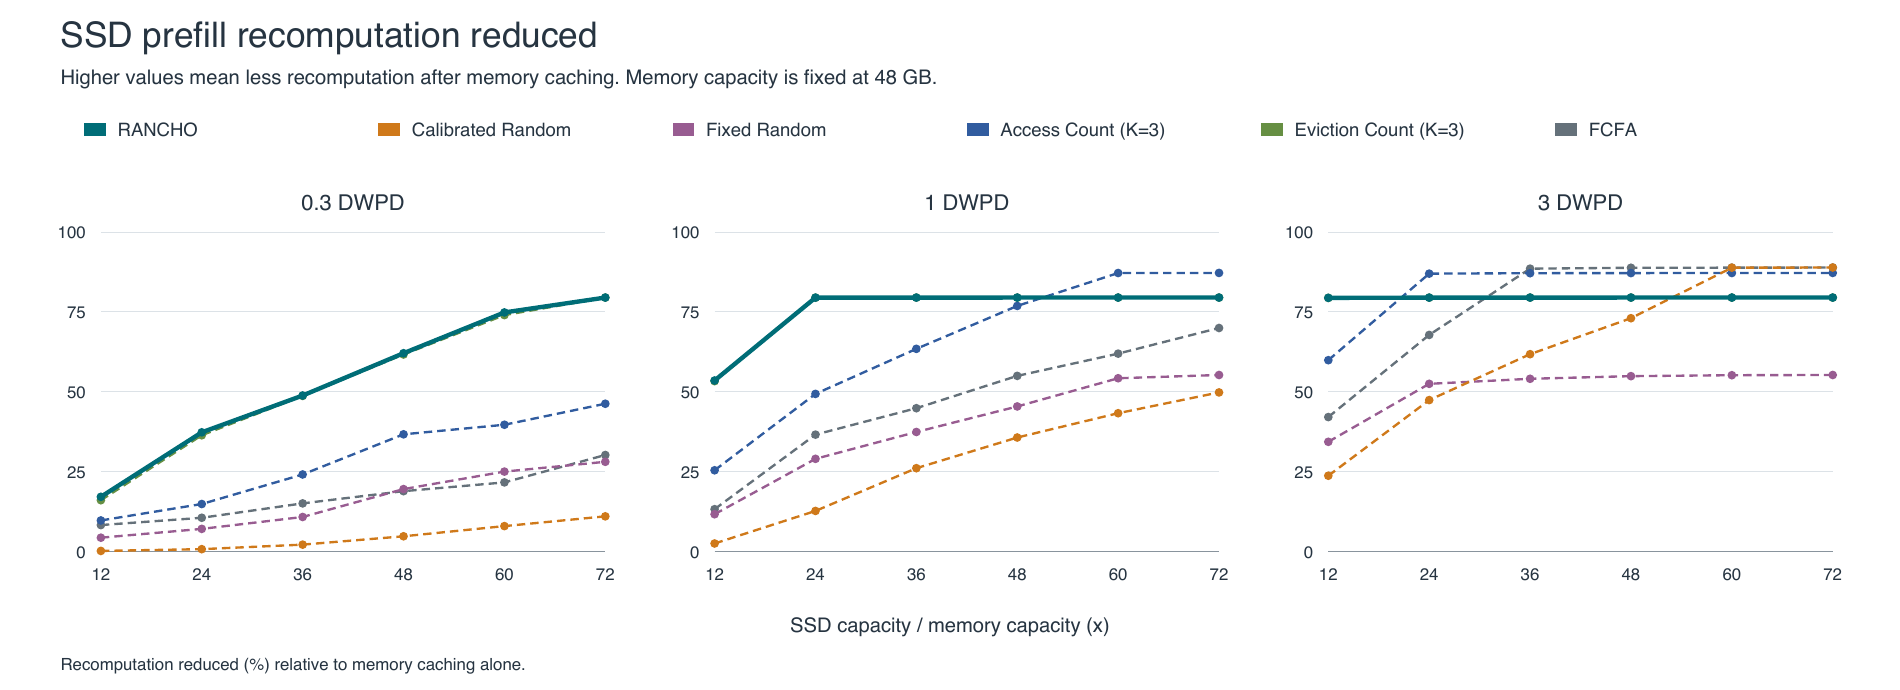 SSD prefill recomputation reduced
Higher values mean less recomputation after memory caching. Memory capacity is fixed at 48 GB.
RANCHO Calibrated Random Fixed Random Access Count (K=3) Eviction Count (K=3) FCFA
0.3 DWPD
100
75
50
25
0
12 24 36 48 60 72
1 DWPD
100
75
50
25
0
12 24 36 48 60 72
3 DWPD
100
75
50
25
0
12 24 36 48 60 72
SSD capacity / memory capacity (x)
Recomputation reduced (%) relative to memory caching alone.